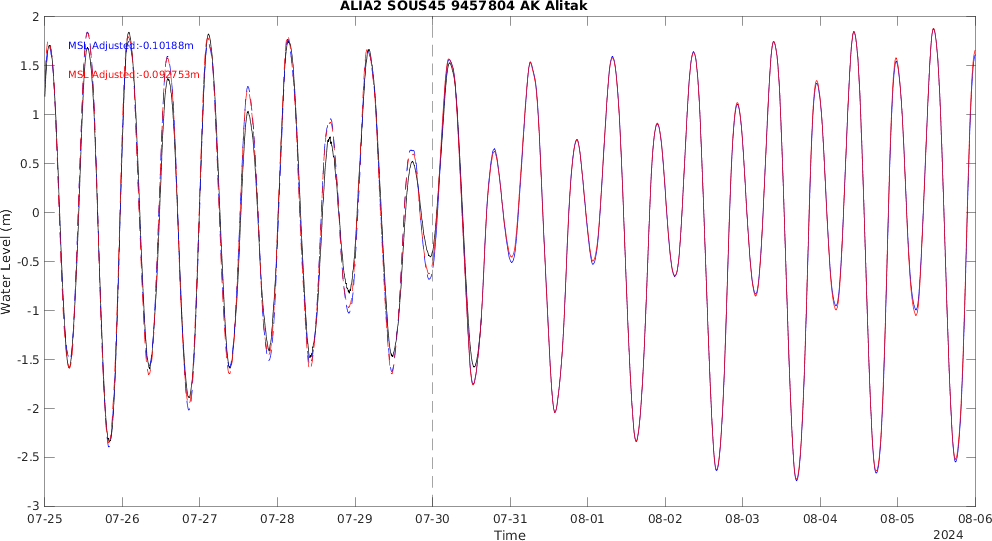 ALIA2 SOUS45 9457804 AK Alitak
2
1.5
1
0.5
0
-0.5
-1
-1.5
-2
-2.5
-3
MSL Adjusted:-0.10188m
MSL Adjusted:-0.092753m
Water Level (m)
07-25 07-26 07-27 07-28 07-29 07-30 07-31 08-01 08-02 08-03 08-04 08-05 08-06
Time
2024